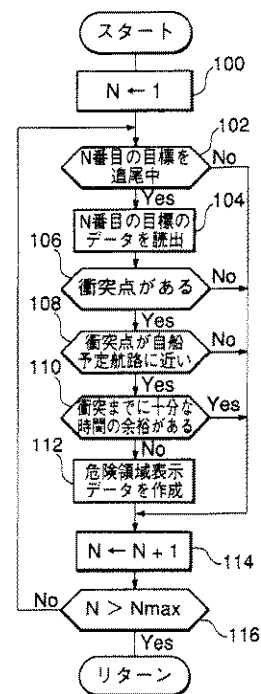 スタート
100
N ← 1
102
N番目の目標を
追尾中
No
Yes
104
N番目の目標の
データを読出
106
衝突点がある
No
Yes
108
衝突点が自船
予定航路に近い
No
Yes
110
衝突までに十分な
時間の余裕がある
Yes
No
112
危険領域表示
データを作成
N ← N + 1
114
No
N > Nmax
116
Yes
リターン